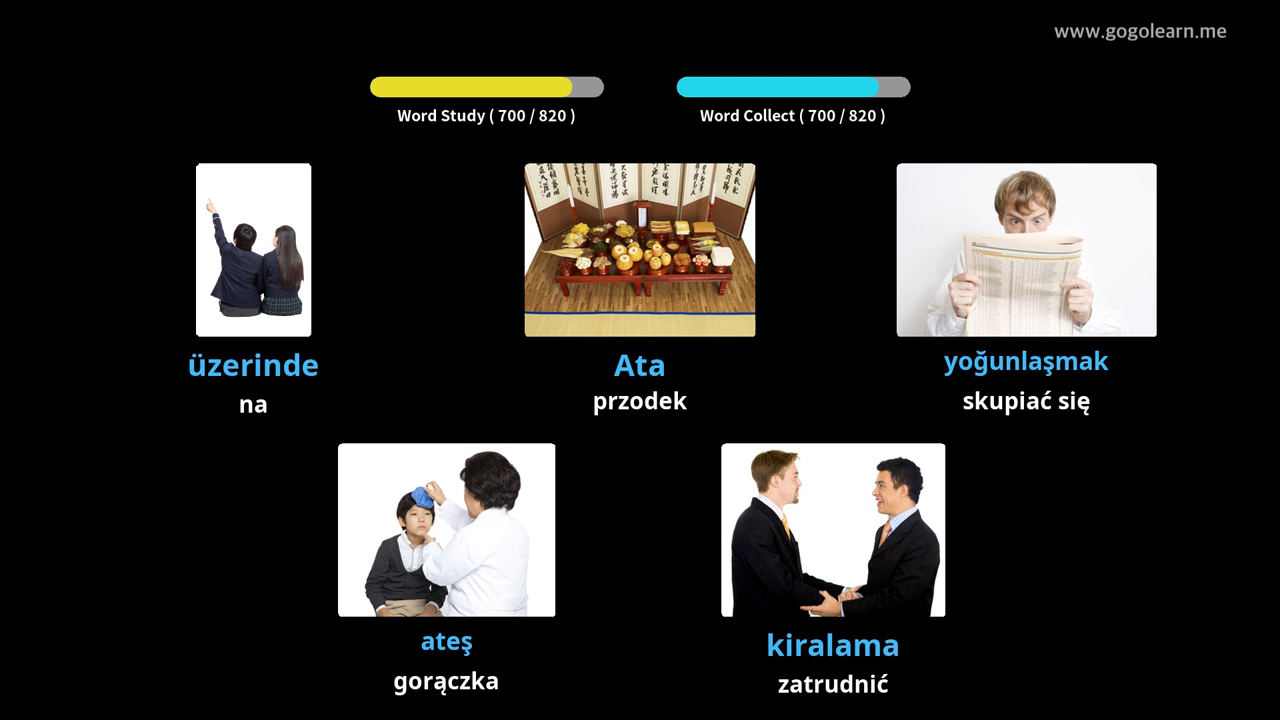 www.gogolearn.me
Word Study ( 700 / 820 )
Word Collect ( 700 / 820 )
üzerinde
na
Ata
przodek
yoğunlaşmak
skupiać się
ateş
gorączka
kiralama
zatrudnić